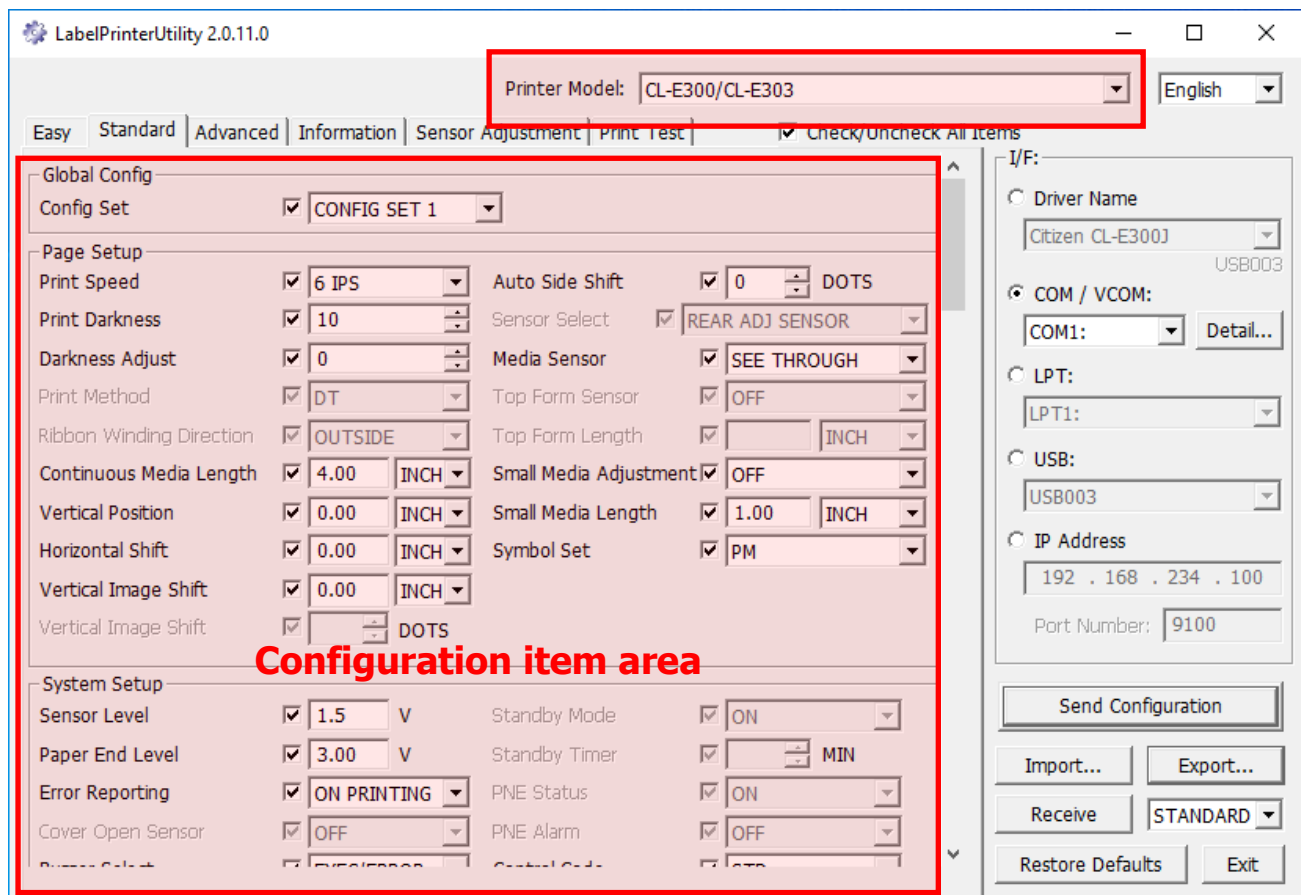 LabelPrinterUtility 2.0.11.0
Printer Model: CL-E300/CL-E303 English
Easy Standard Advanced Information Sensor Adjustment Print Test Check/Uncheck All Items
Global Config
Config Set CONFIG SET 1
Page Setup
Print Speed 6 IPS Auto Side Shift 0 DOTS
Print Darkness 10 Sensor Select REAR ADJ SENSOR
Darkness Adjust 0 Media Sensor SEE THROUGH
Print Method DT Top Form Sensor OFF
Ribbon Winding Direction OUTSIDE Top Form Length INCH
Continuous Media Length 4.00 INCH Small Media Adjustment OFF
Vertical Position 0.00 INCH Small Media Length 1.00 INCH
Horizontal Shift 0.00 INCH Symbol Set PM
Vertical Image Shift 0.00 INCH
Vertical Image Shift DOTS
Configuration item area
System Setup
Sensor Level 1.5 V Standby Mode ON
Paper End Level 3.00 V Standby Timer MIN
Error Reporting ON PRINTING PNE Status ON
Cover Open Sensor OFF PNE Alarm OFF
Buzzer Select EXEC/ERROR Control Code STD
I/F:
Driver Name
Citizen CL-E300J
USB003
COM / VCOM:
COM1: Detail...
LPT:
LPT1:
USB:
USB003
IP Address
192 . 168 . 234 . 100
Port Number: 9100
Send Configuration
Import... Export...
Receive STANDARD
Restore Defaults Exit